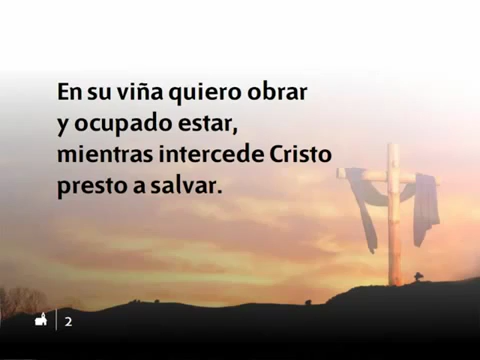 En su viña quiero obrar
y ocupado estar,
mientras intercede Cristo
presto a salvar.
2